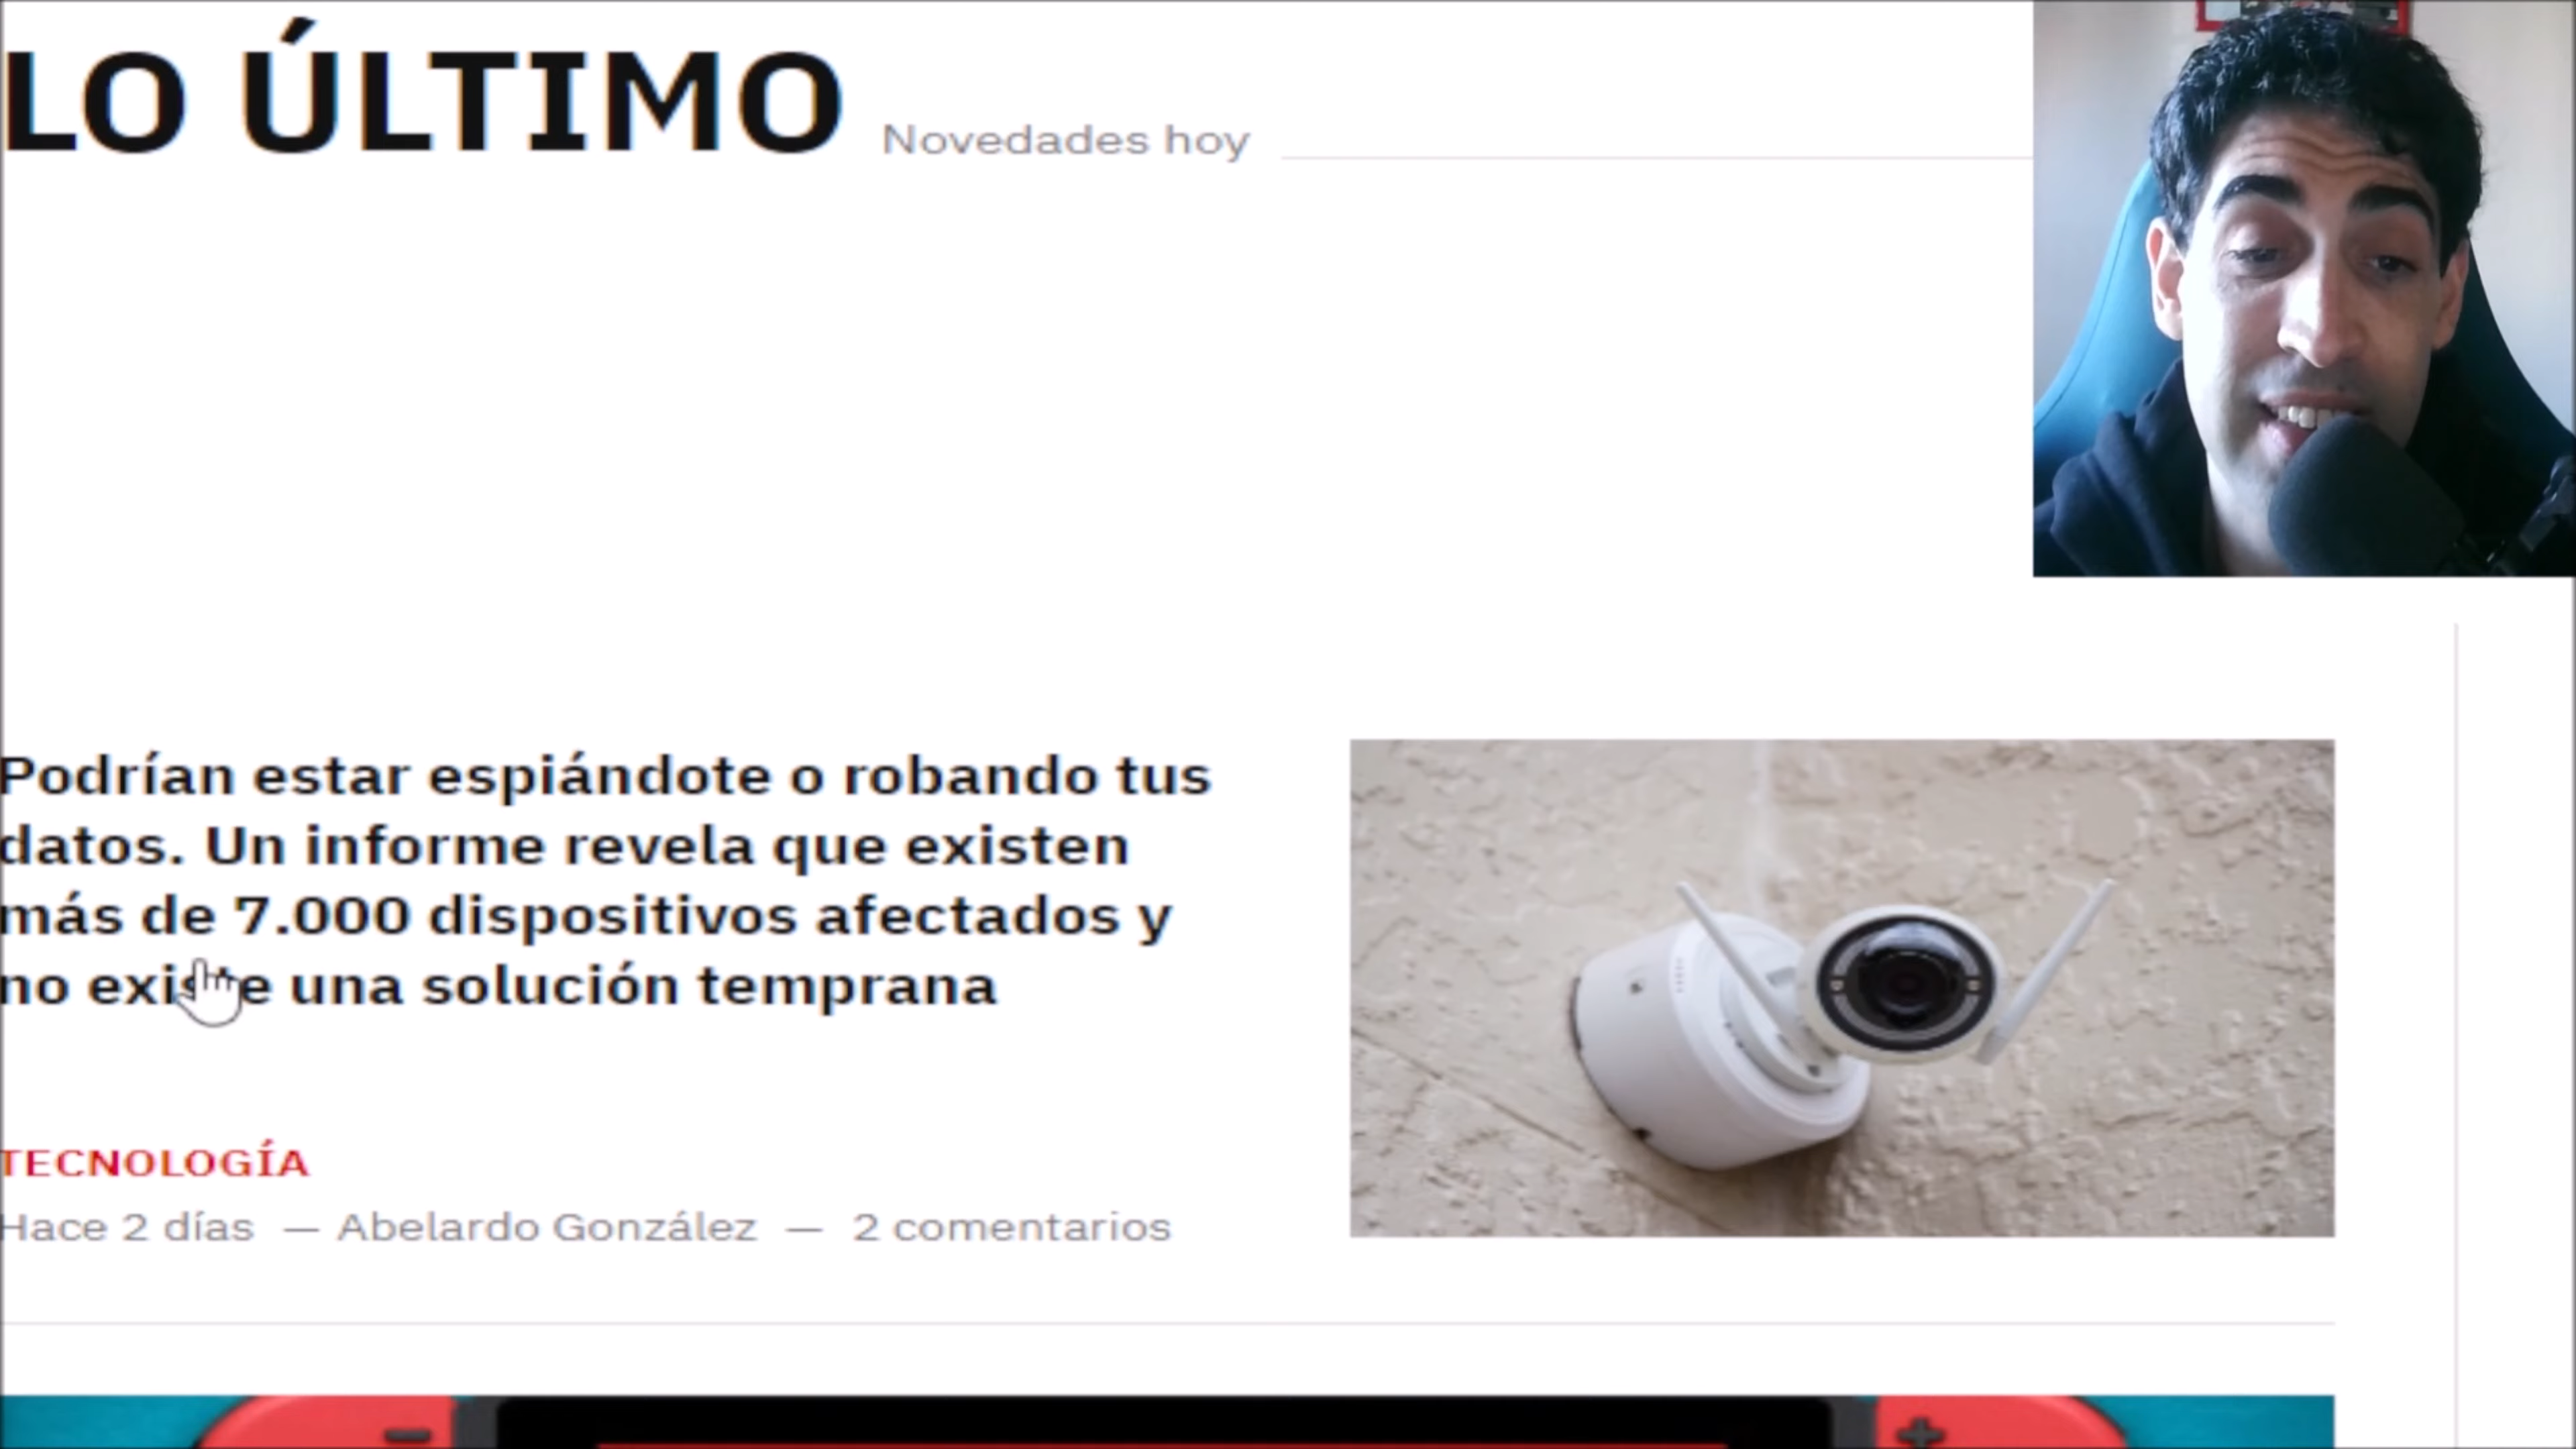 LO ÚLTIMO Novedades hoy
Podrían estar espiándote o robando tus
datos. Un informe revela que existen
más de 7.000 dispositivos afectados y
no existe una solución temprana
TECNOLOGÍA
Hace 2 días — Abelardo González — 2 comentarios